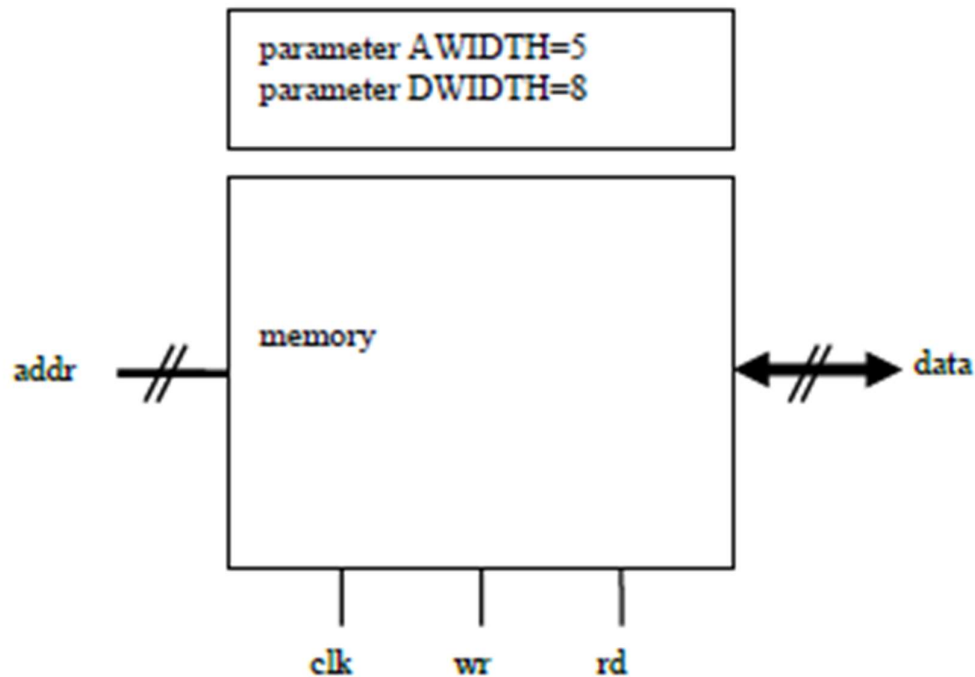 parameter AWIDTH=5
parameter DWIDTH=8
memory
addr
data
clk wr rd